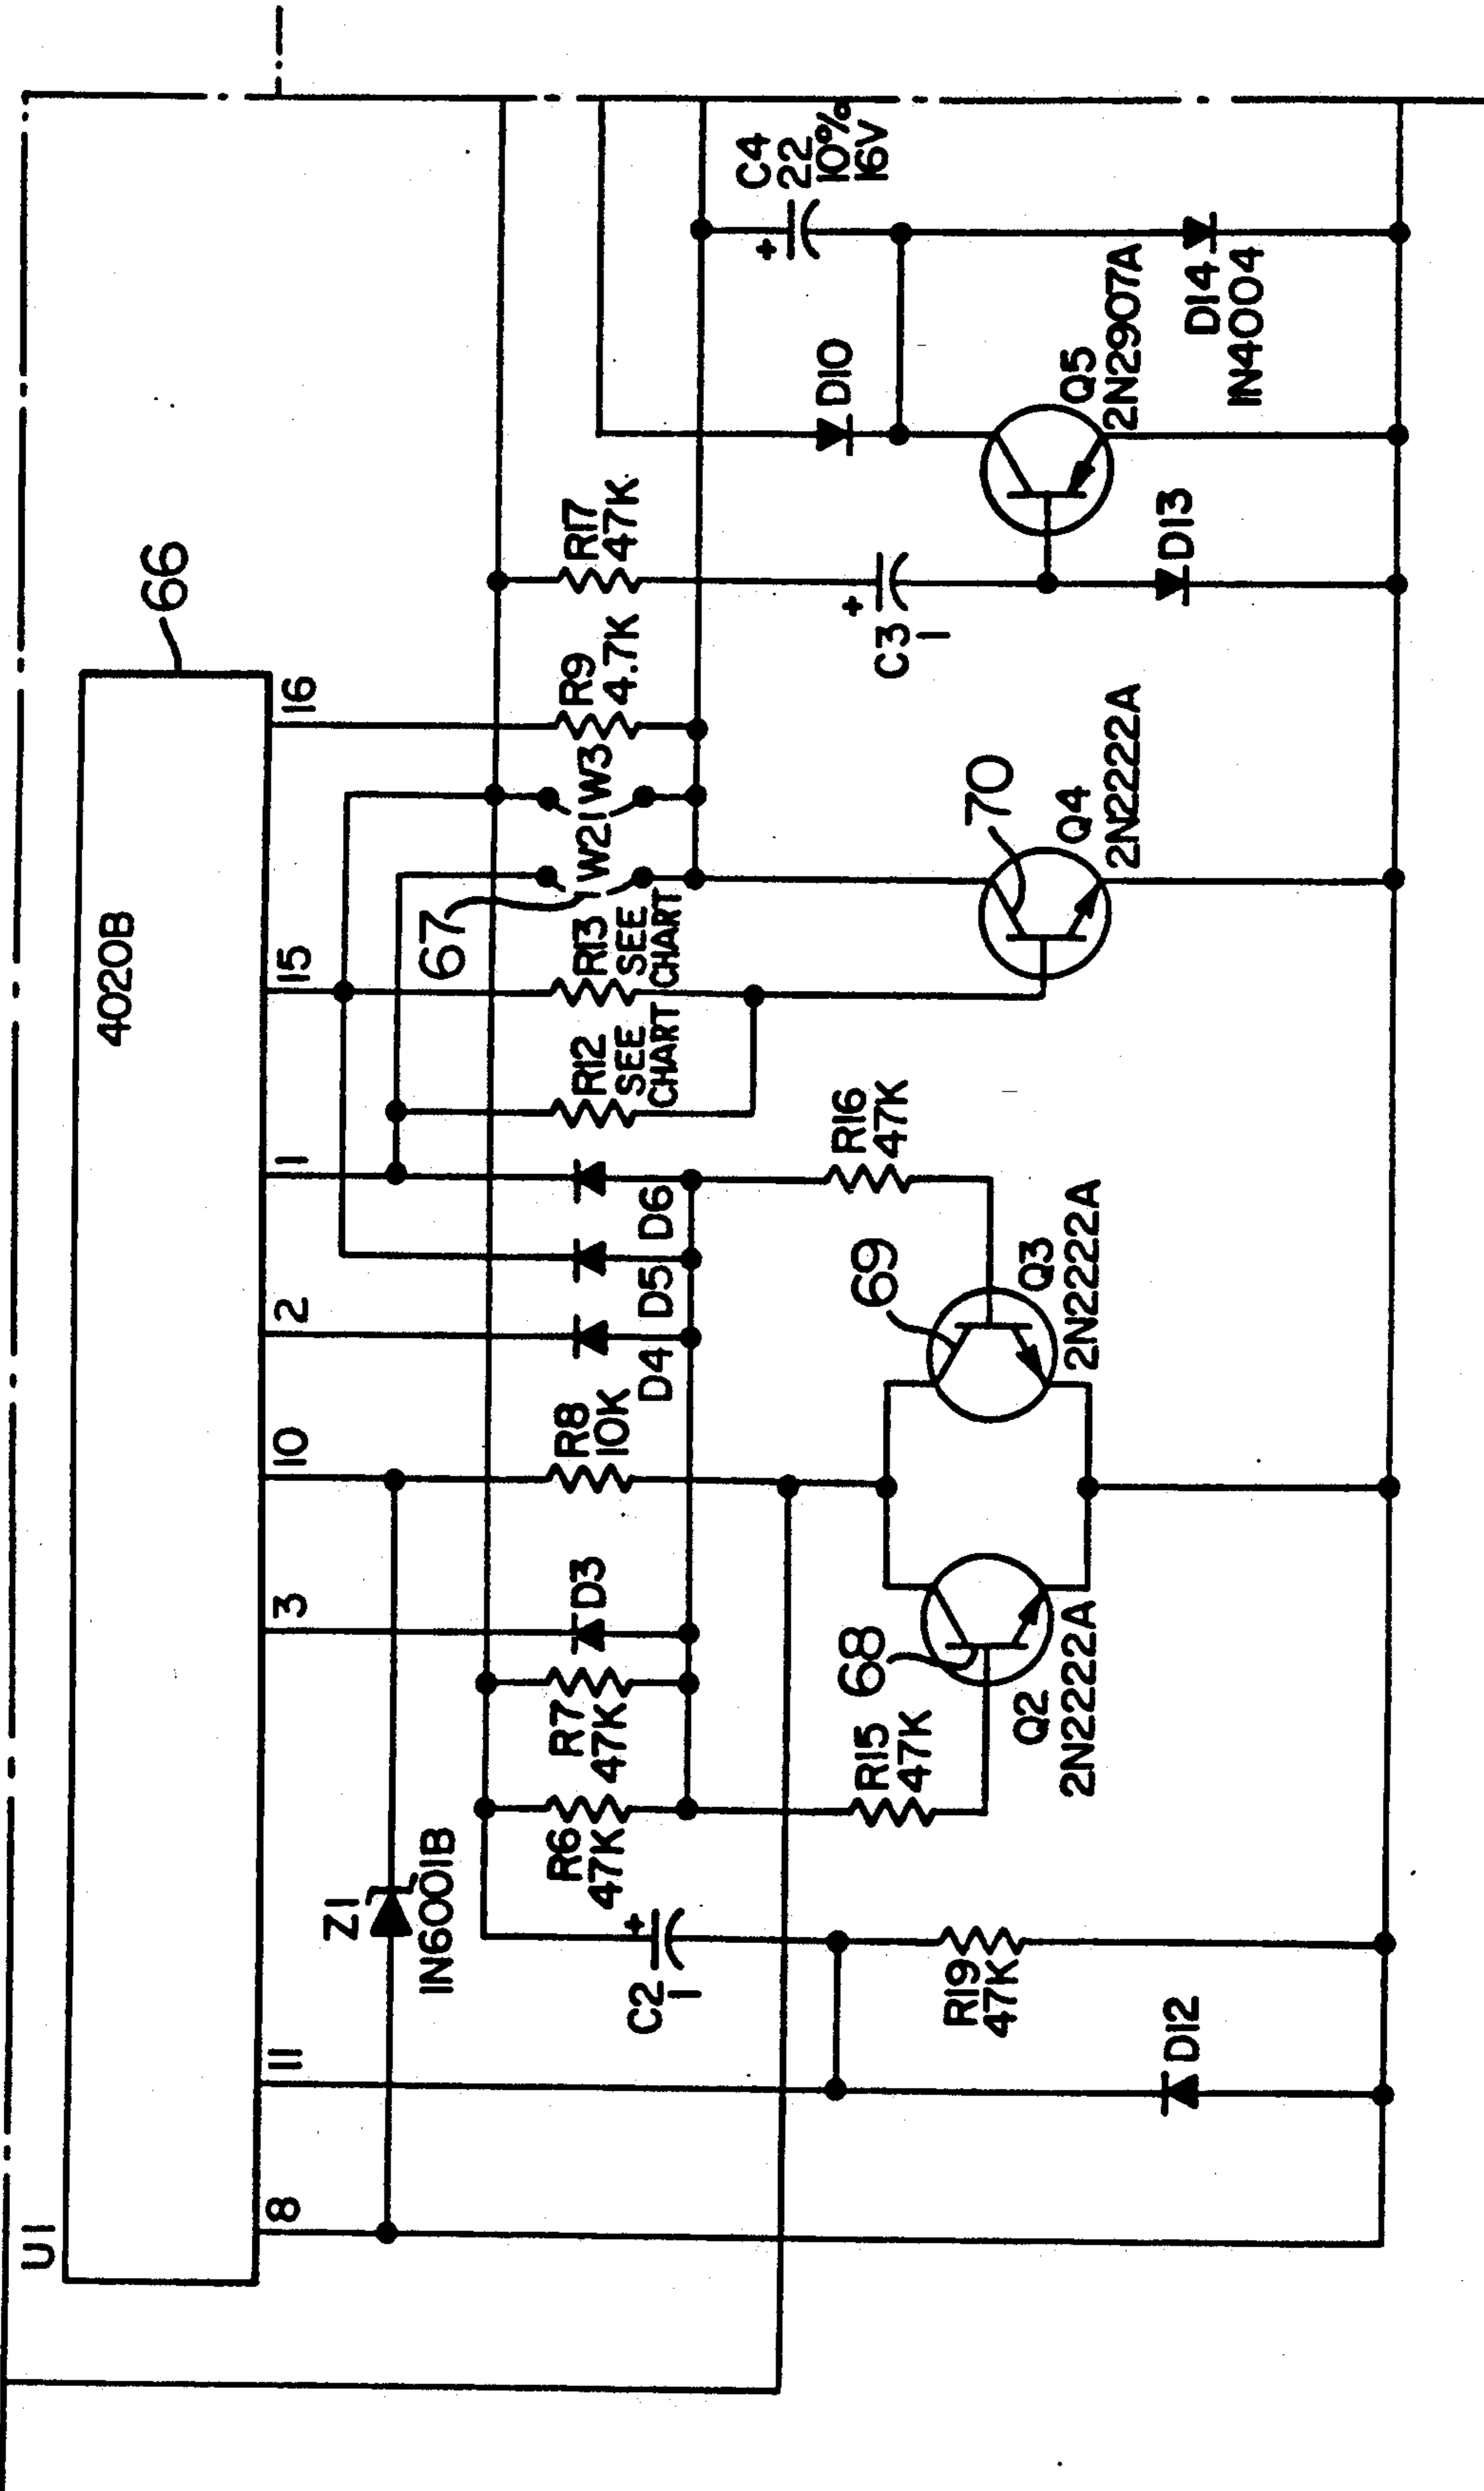 U1
4020B
66
8
11
10
3
2
1
15
16
Z1
1N6001B
C2
+
1
R6
47K
R7
47K
D3
R8
10K
D4
D5
D6
R12
SEE
CHART
R13
SEE
CHART
67
W2
W3
R9
4.7K
R17
47K
D10
C4
22
10%
16V
+
C3
+
1
R15
47K
68
Q2
2N2222A
69
Q3
2N2222A
R16
47K
70
Q4
2N2222A
Q5
2N2907A
D13
D14
1N4004
R19
47K
D12